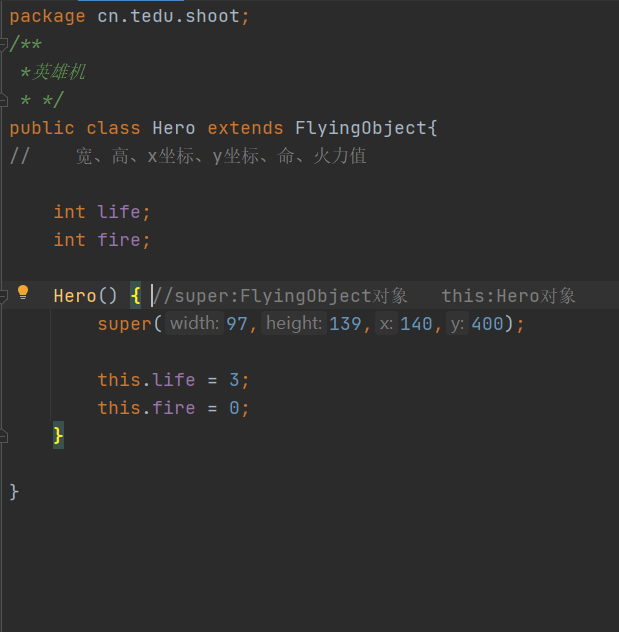 package cn.tedu.shoot;
/**
*英雄机
* */
public class Hero extends FlyingObject{
// 宽、高、x坐标、y坐标、命、火力值
int life;
int fire;
Hero() { //super:FlyingObject对象 this:Hero对象
super( width: 97, height: 139, x: 140, y: 400);
this.life = 3;
this.fire = 0;
}
}